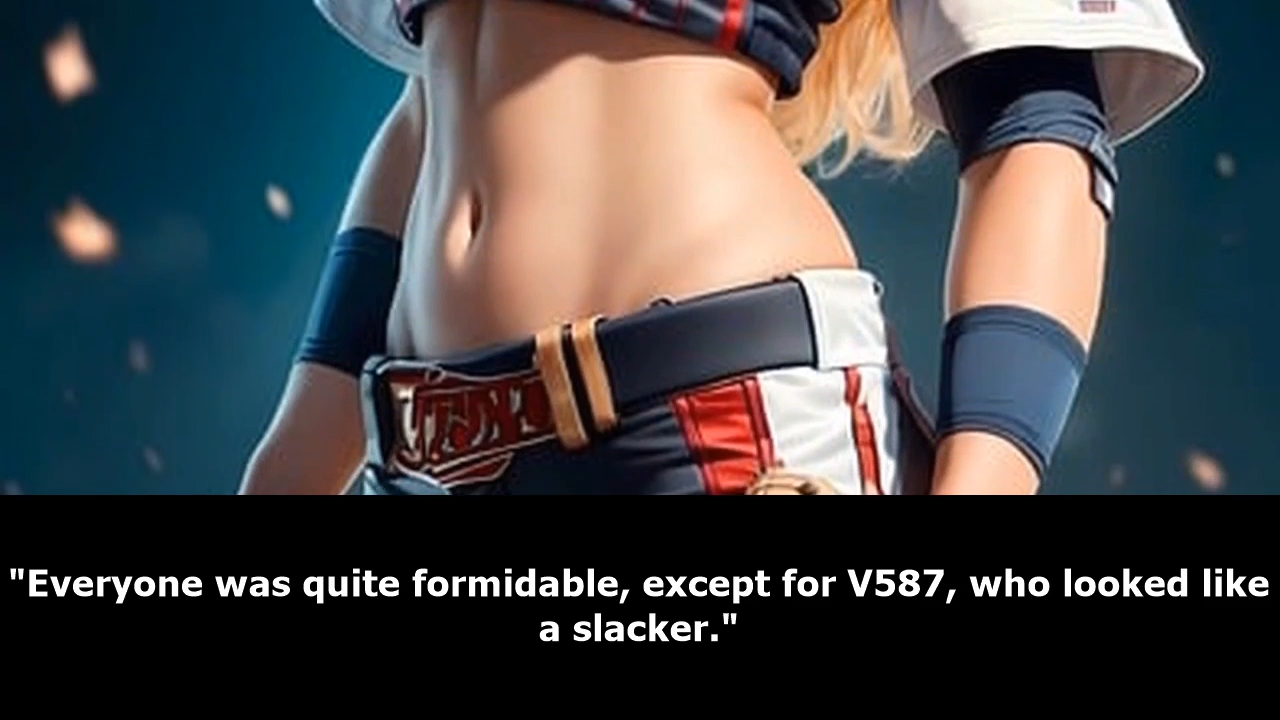 "Everyone was quite formidable, except for V587, who looked like
a slacker."